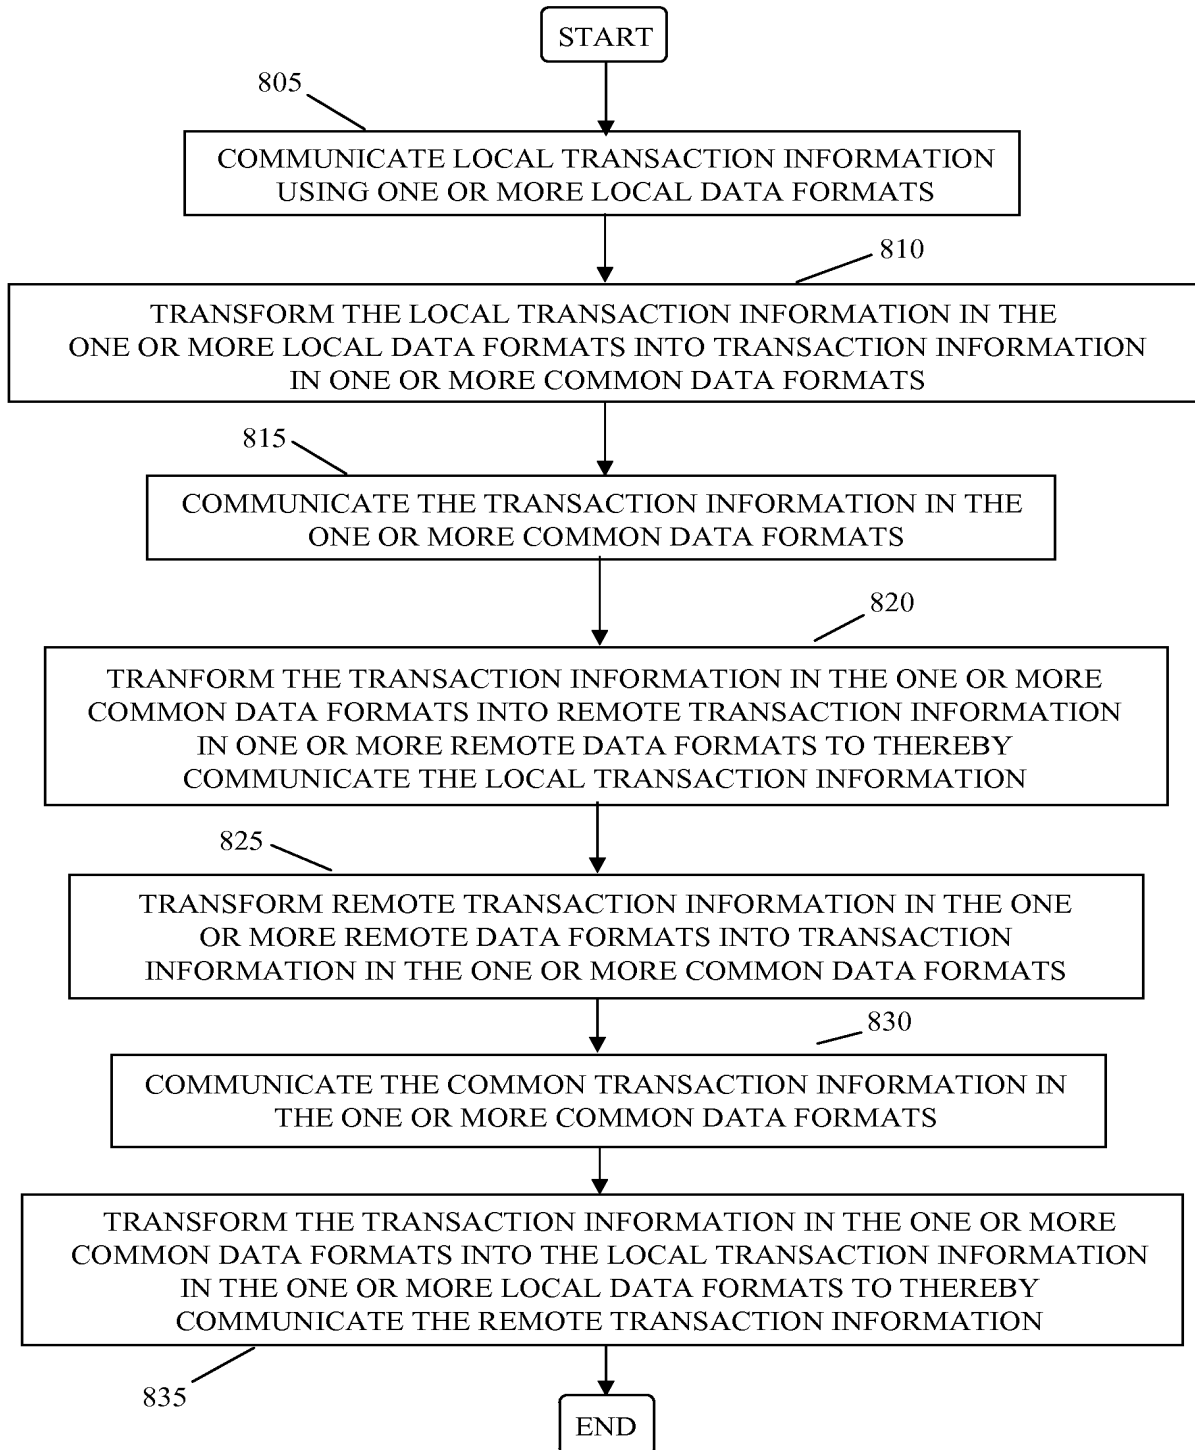 START
805
COMMUNICATE LOCAL TRANSACTION INFORMATION
USING ONE OR MORE LOCAL DATA FORMATS
810
TRANSFORM THE LOCAL TRANSACTION INFORMATION IN THE
ONE OR MORE LOCAL DATA FORMATS INTO TRANSACTION INFORMATION
IN ONE OR MORE COMMON DATA FORMATS
815
COMMUNICATE THE TRANSACTION INFORMATION IN THE
ONE OR MORE COMMON DATA FORMATS
820
TRANFORM THE TRANSACTION INFORMATION IN THE ONE OR MORE
COMMON DATA FORMATS INTO REMOTE TRANSACTION INFORMATION
IN ONE OR MORE REMOTE DATA FORMATS TO THEREBY
COMMUNICATE THE LOCAL TRANSACTION INFORMATION
825
TRANSFORM REMOTE TRANSACTION INFORMATION IN THE ONE
OR MORE REMOTE DATA FORMATS INTO TRANSACTION
INFORMATION IN THE ONE OR MORE COMMON DATA FORMATS
830
COMMUNICATE THE COMMON TRANSACTION INFORMATION IN
THE ONE OR MORE COMMON DATA FORMATS
TRANSFORM THE TRANSACTION INFORMATION IN THE ONE OR MORE
COMMON DATA FORMATS INTO THE LOCAL TRANSACTION INFORMATION
IN THE ONE OR MORE LOCAL DATA FORMATS TO THEREBY
COMMUNICATE THE REMOTE TRANSACTION INFORMATION
835
END